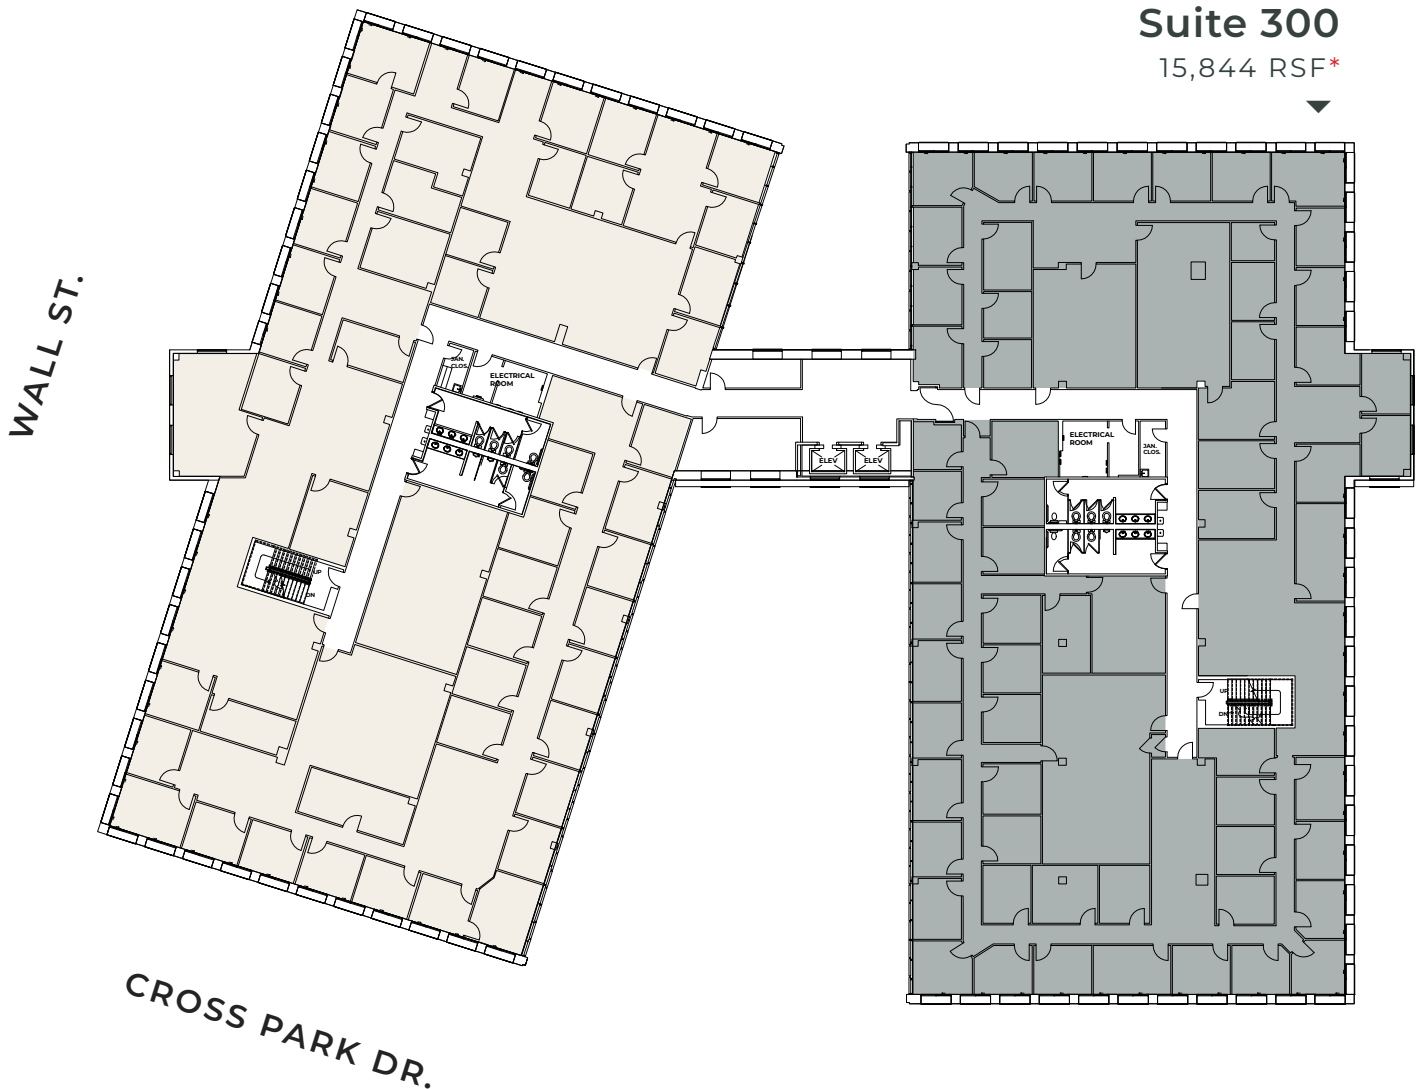 Suite 300
15,844 RSF*
WALL ST.
JAN.
CLOS.
ELECTRICAL
ROOM
ELEV
ELEV
ELECTRICAL
ROOM
JAN.
CLOS.
UP
DN
UP
DN
CROSS PARK DR.